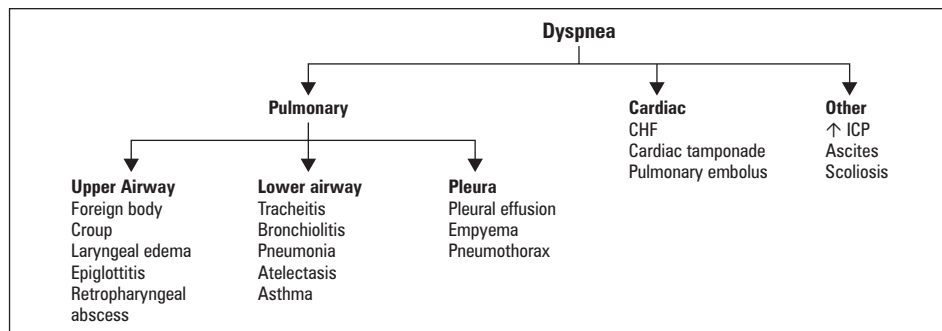 Dyspnea
Pulmonary
Cardiac
CHF
Cardiac tamponade
Pulmonary embolus
Other
↑ ICP
Ascites
Scoliosis
Upper Airway
Foreign body
Croup
Laryngeal edema
Epiglottitis
Retropharyngeal
abscess
Lower airway
Tracheitis
Bronchiolitis
Pneumonia
Atelectasis
Asthma
Pleura
Pleural effusion
Empyema
Pneumothorax